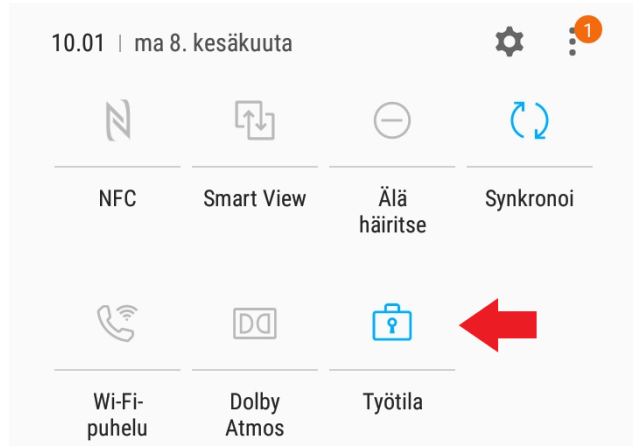 10.01 | ma 8. kesäkuuta
1
NFC
Smart View
Älä
häiritse
Synkronoi
Wi-Fi-
puhelu
Dolby
Atmos
Työtila